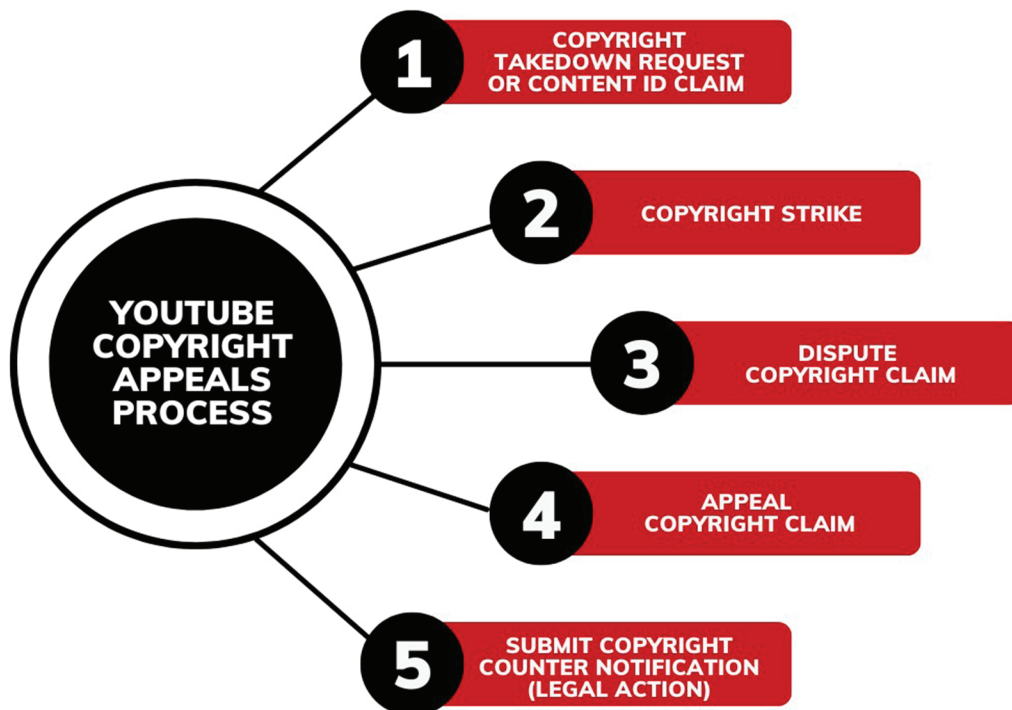 YOUTUBE
COPYRIGHT
APPEALS
PROCESS
1
COPYRIGHT
TAKEDOWN REQUEST
OR CONTENT ID CLAIM
2
COPYRIGHT STRIKE
3
DISPUTE
COPYRIGHT CLAIM
4
APPEAL
COPYRIGHT CLAIM
5
SUBMIT COPYRIGHT
COUNTER NOTIFICATION
(LEGAL ACTION)